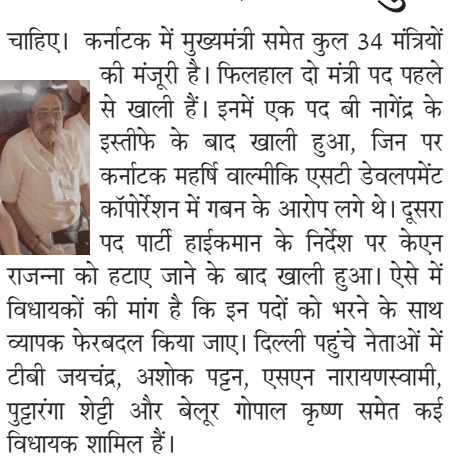 चाहिए। कर्नाटक में मुख्यमंत्री समेत कुल 34 मंत्रियों
की मंजूरी है। फिलहाल दो मंत्री पद पहले
से खाली हैं। इनमें एक पद बी नागेंद्र के
इस्तीफे के बाद खाली हुआ, जिन पर
कर्नाटक महर्षि वाल्मीकि एसटी डेवलपमेंट
कॉपोर्रेशन में गबन के आरोप लगे थे। दूसरा
पद पार्टी हाईकमान के निर्देश पर केएन
राजन्ना को हटाए जाने के बाद खाली हुआ। ऐसे में
विधायकों की मांग है कि इन पदों को भरने के साथ
व्यापक फेरबदल किया जाए। दिल्ली पहुंचे नेताओं में
टीबी जयचंद्र, अशोक पट्टन, एसएन नारायणस्वामी,
पुट्टारंगा शेट्टी और बेलूर गोपाल कृष्ण समेत कई
विधायक शामिल हैं।